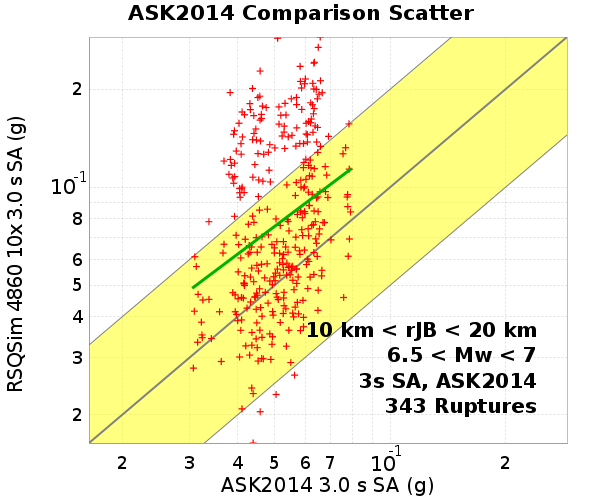 ASK2014 Comparison Scatter
RSQSim 4860 10x 3.0 s SA (g)
2
10-1
8
6
5
4
3
2
10 km < rJB < 20 km
6.5 < Mw < 7
3s SA, ASK2014
343 Ruptures
2 3 4 5 6 7 10-1 2
ASK2014 3.0 s SA (g)